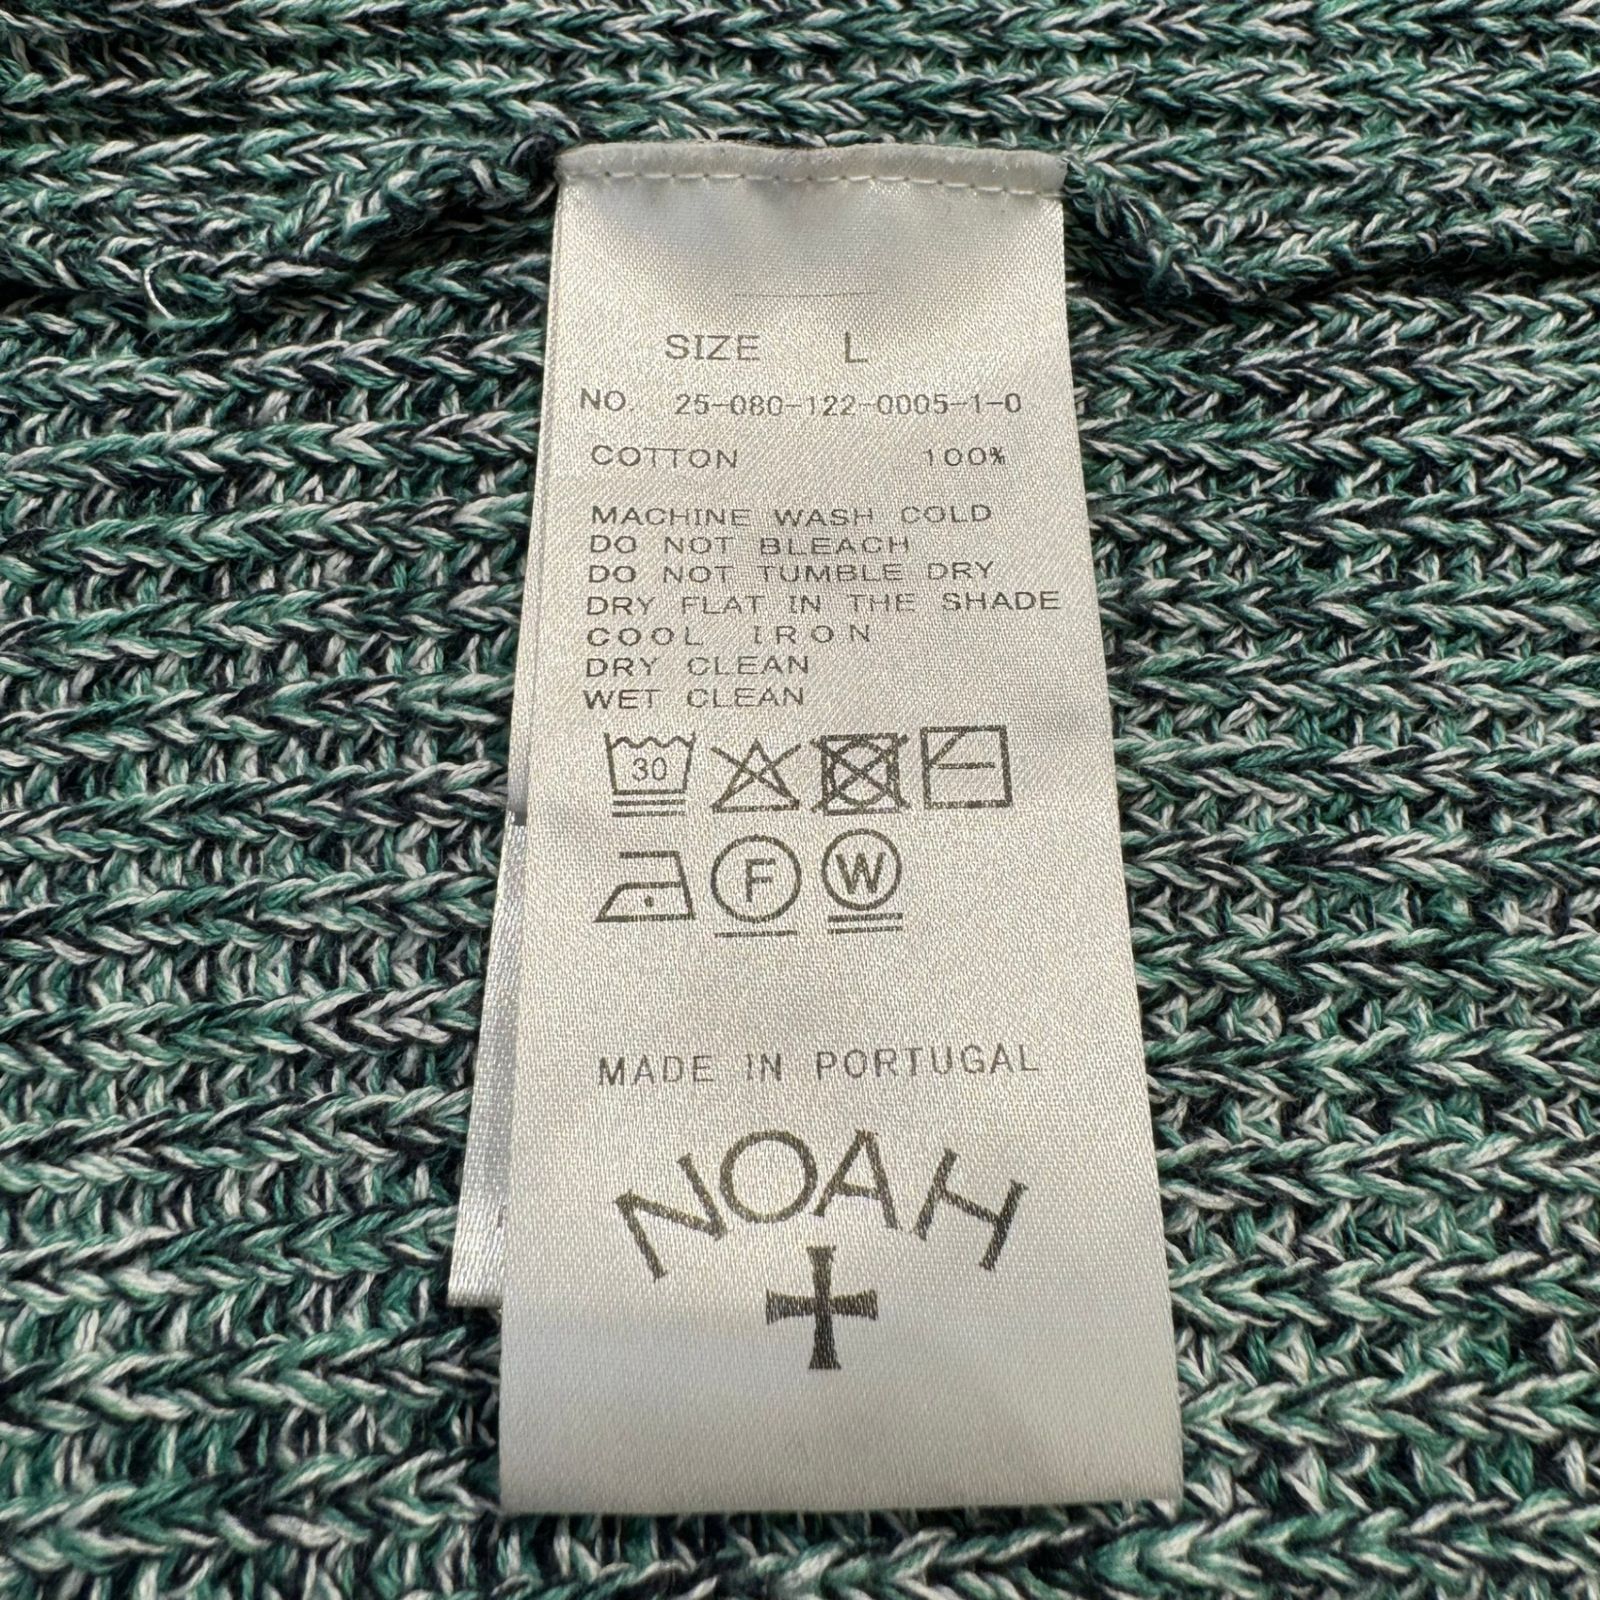 SIZE L
NO. 25-080-122-0005-1-0
COTTON 100%
MACHINE WASH COLD
DO NOT BLEACH
DO NOT TUMBLE DRY
DRY FLAT IN THE SHADE
COOL IRON
DRY CLEAN
WET CLEAN
30
F W
MADE IN PORTUGAL
NOAH